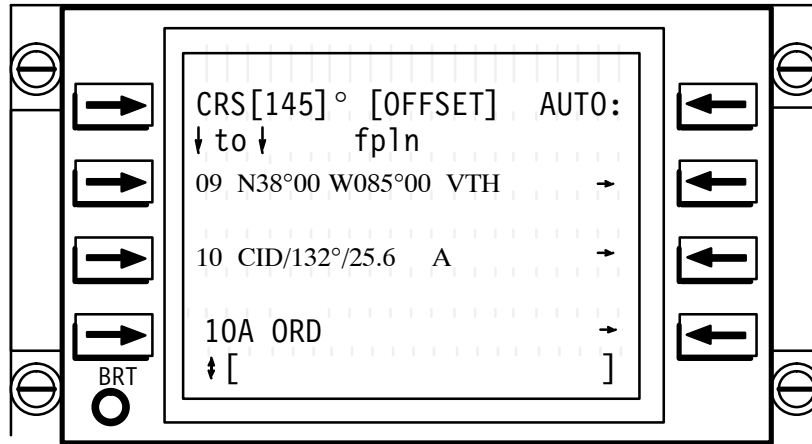 CRS[145]° [OFFSET] AUTO:
↓ to ↓ fpln
09 N38°00 W085°00 VTH →
10 CID/132°/25.6 A →
10A ORD →
↕ [ ]
BRT